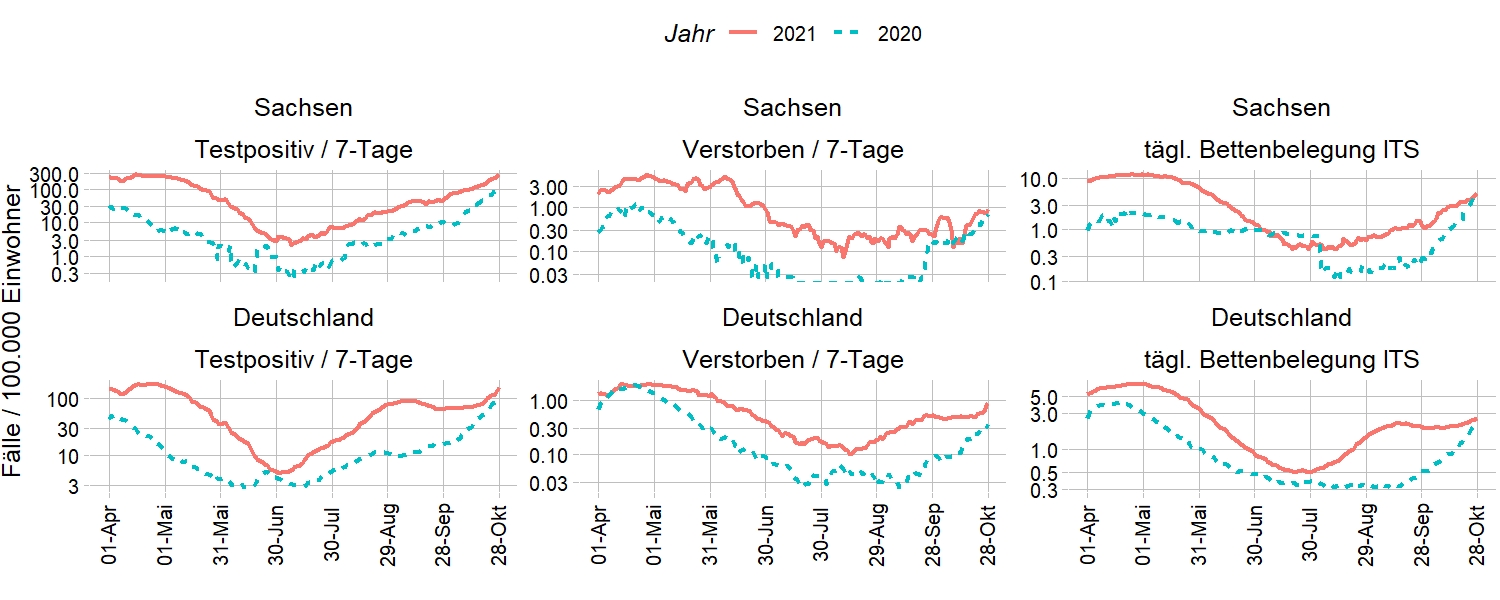 Jahr 2021 2020
Fälle / 100.000 Einwohner
Sachsen
Testpositiv / 7-Tage
300.0
100.0
30.0
10.0
3.0
1.0
0.3
Sachsen
Verstorben / 7-Tage
3.00
1.00
0.30
0.10
0.03
Sachsen
tägl. Bettenbelegung ITS
10.0
3.0
1.0
0.3
0.1
Deutschland
Testpositiv / 7-Tage
100
30
10
3
01-Apr 01-Mai 31-Mai 30-Jun 30-Jul 29-Aug 28-Sep 28-Okt
Deutschland
Verstorben / 7-Tage
1.00
0.30
0.10
0.03
01-Apr 01-Mai 31-Mai 30-Jun 30-Jul 29-Aug 28-Sep 28-Okt
Deutschland
tägl. Bettenbelegung ITS
5.0
3.0
1.0
0.5
0.3
01-Apr 01-Mai 31-Mai 30-Jun 30-Jul 29-Aug 28-Sep 28-Okt